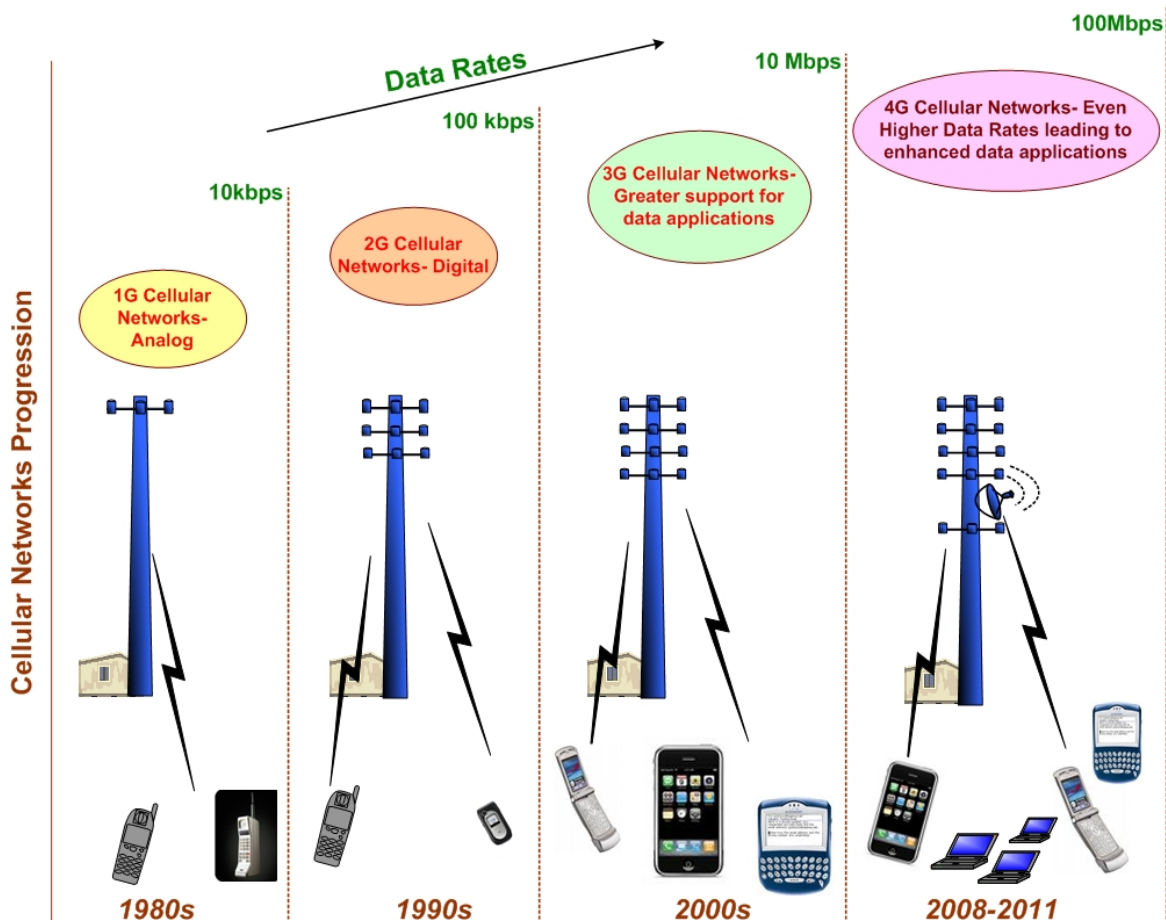 100Mbps
10 Mbps
Data Rates
100 kbps
10kbps
4G Cellular Networks- Even
Higher Data Rates leading to
enhanced data applications
3G Cellular Networks-
Greater support for
data applications
2G Cellular
Networks- Digital
1G Cellular
Networks-
Analog
Cellular Networks Progression
1980s
1990s
2000s
2008-2011